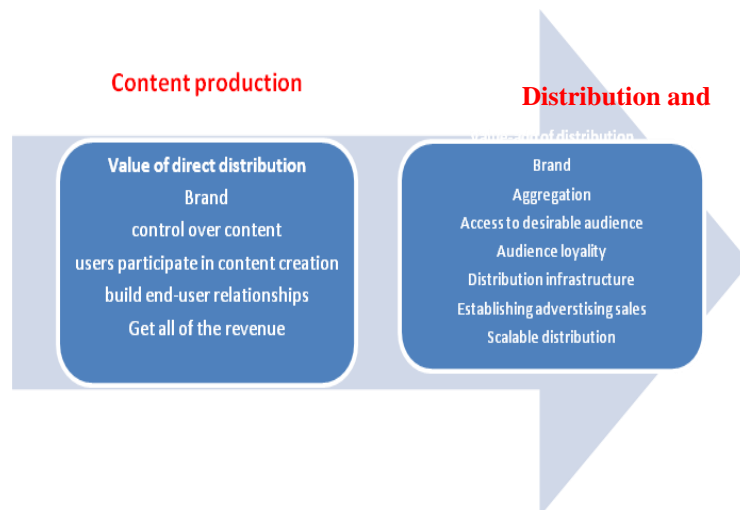 Content production
Distribution and
Value of direct distribution
Brand
control over content
users participate in content creation
build end-user relationships
Get all of the revenue
of distribution
Brand
Aggregation
Access to desirable audience
Audience loyality
Distribution infrastructure
Establishing adverstising sales
Scalable distribution